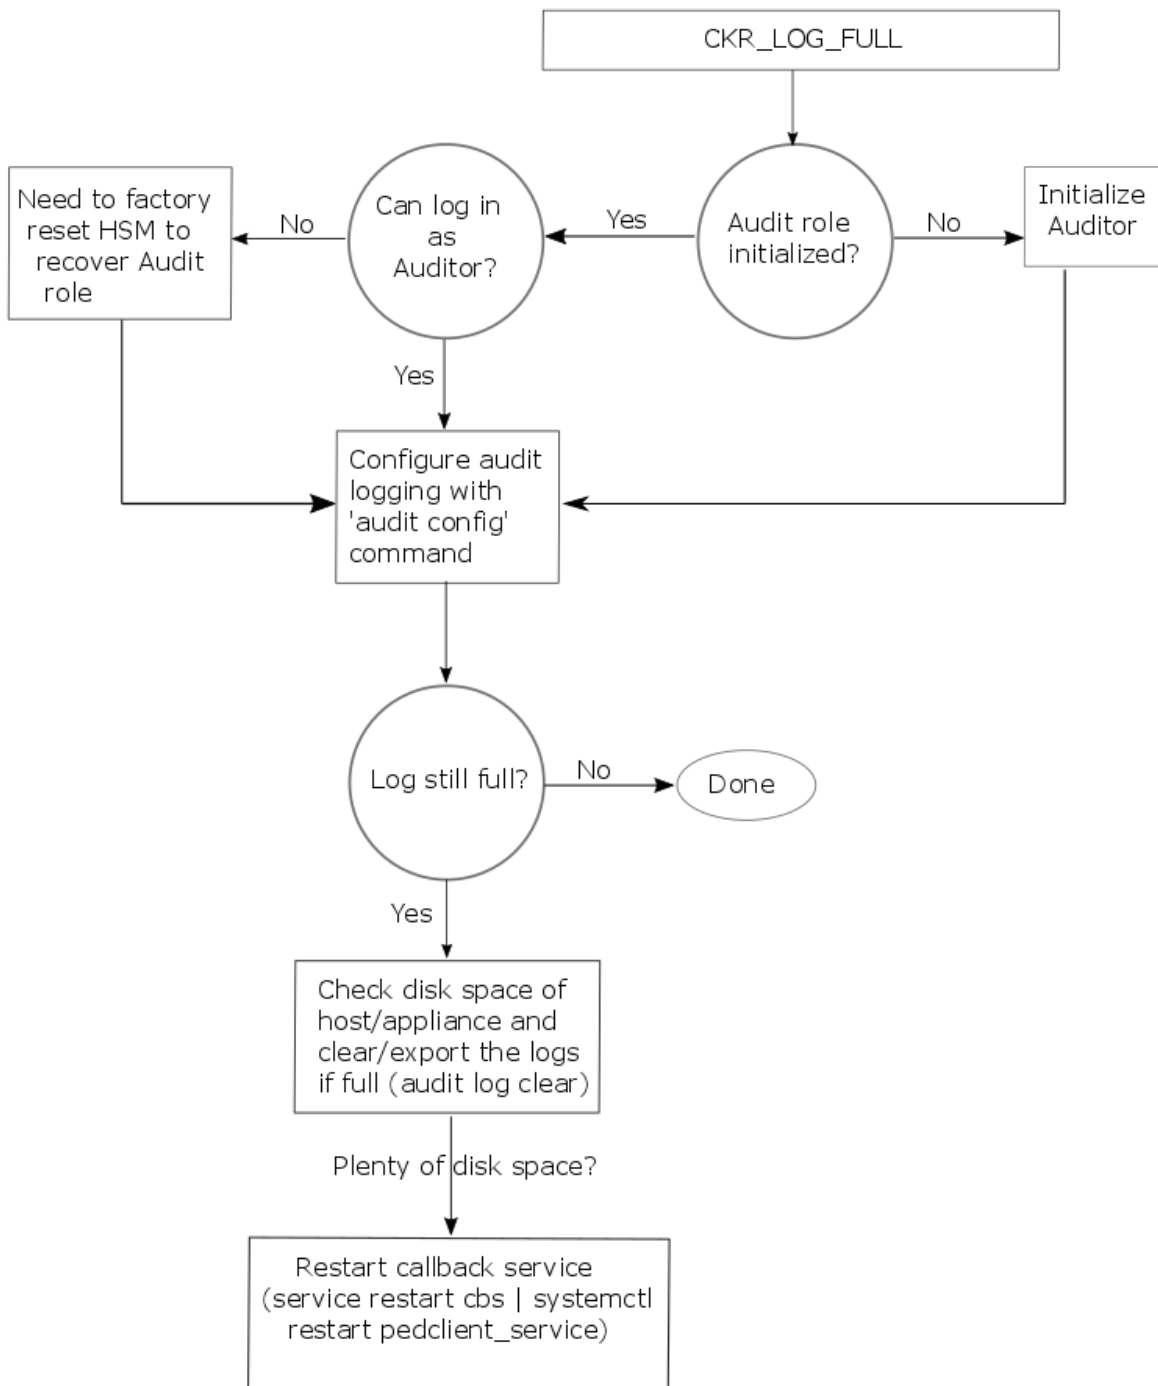 CKR_LOG_FULL
Audit role
initialized?
No
Initialize
Auditor
Yes
Can log in
as
Auditor?
No
Need to factory
reset HSM to
recover Audit
role
Yes
Configure audit
logging with
'audit config'
command
Log still full?
No
Done
Yes
Check disk space of
host/appliance and
clear/export the logs
if full (audit log clear)
Plenty of disk space?
Restart callback service
(service restart cbs | systemctl
restart pedclient_service)